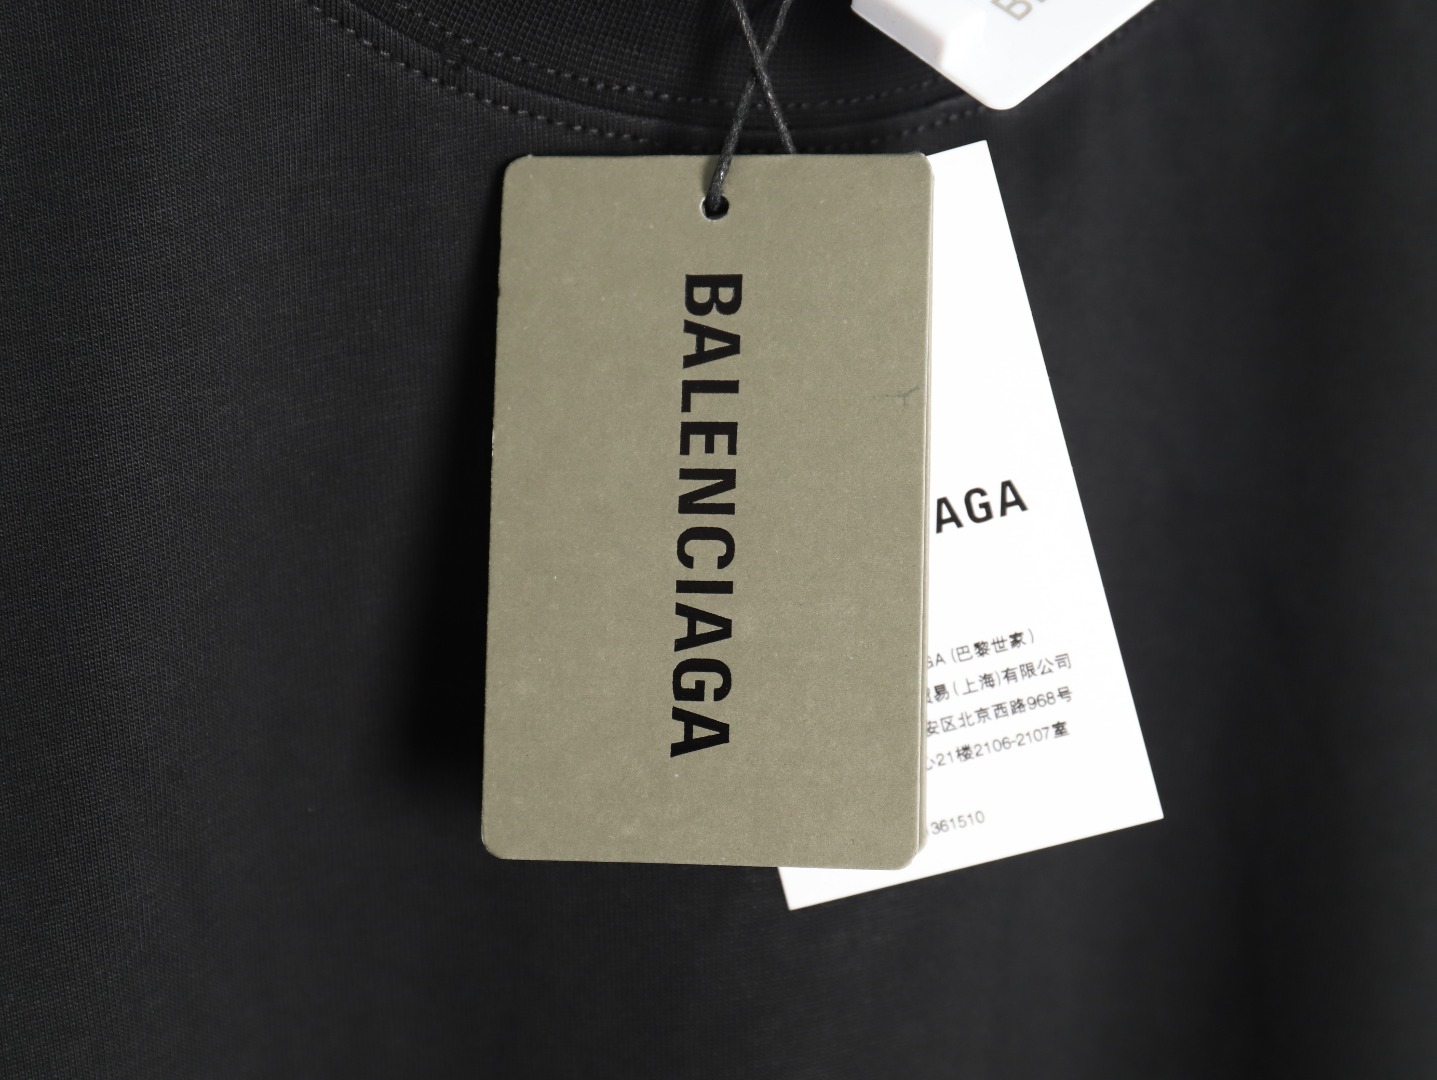 BALENCIAGA
AGA
GA (巴黎世家)
易(上海)有限公司
安区北京西路968号
心21楼2106-2107室
361510